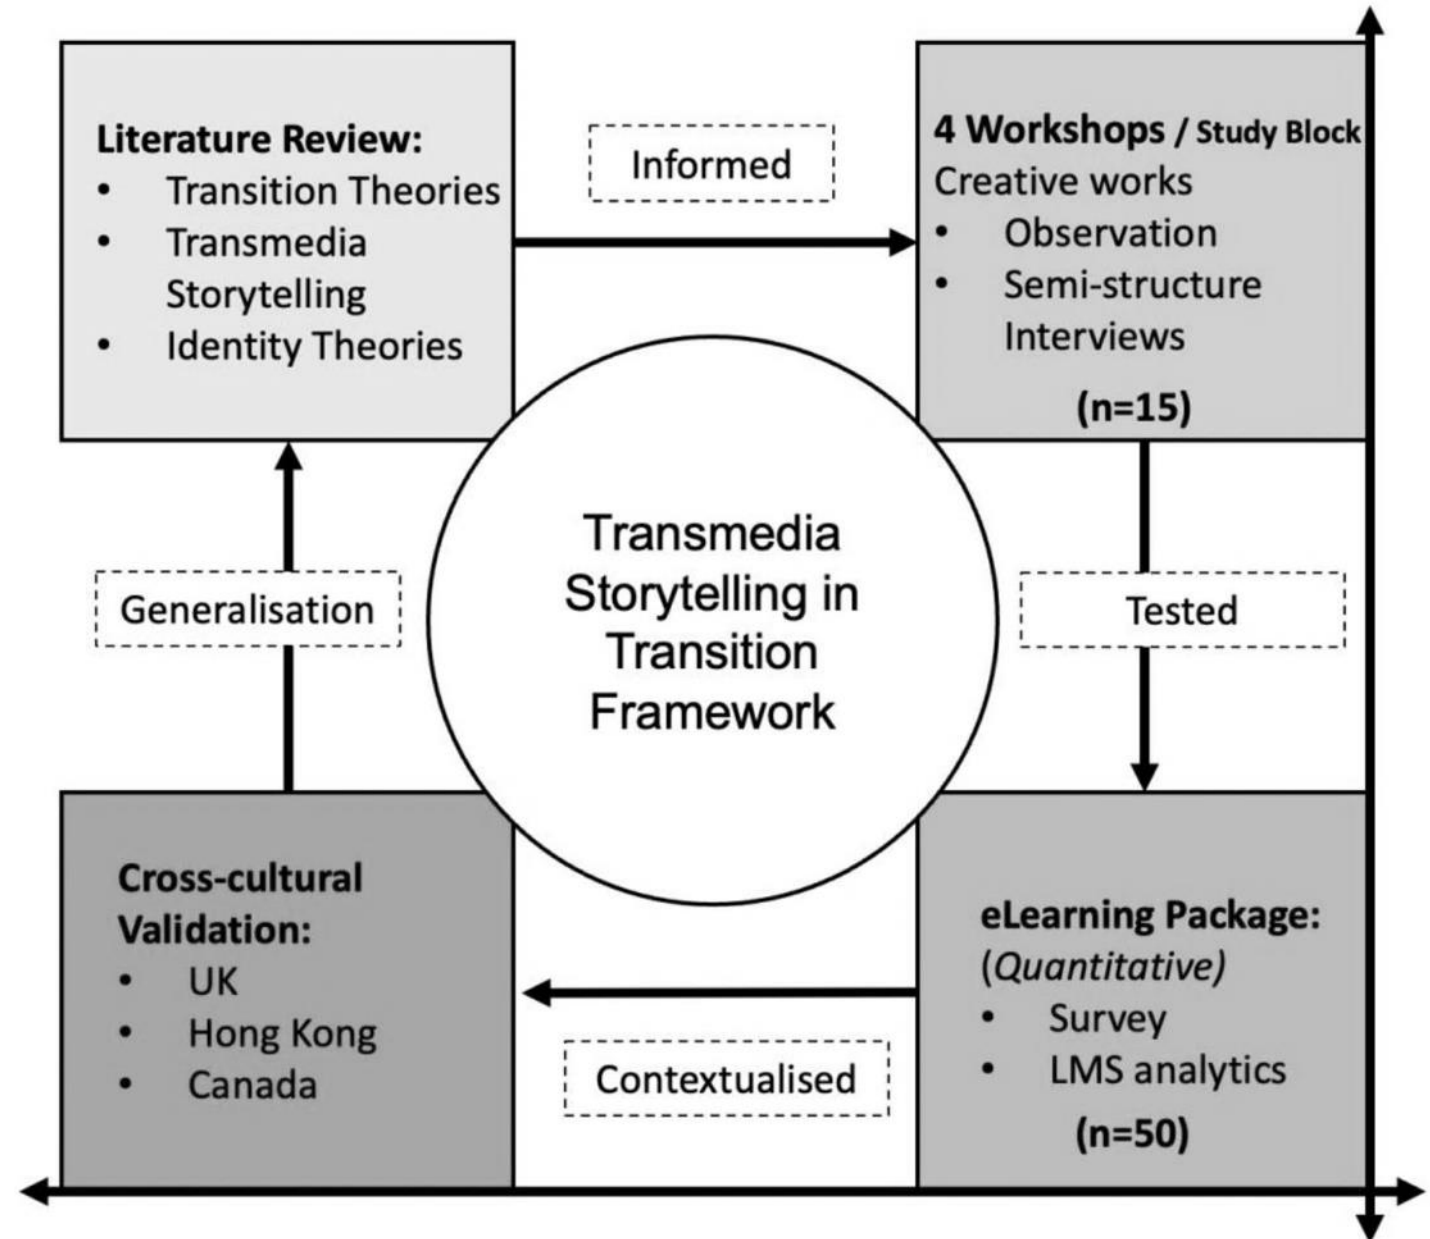 Literature Review:
• Transition Theories
• Transmedia
Storytelling
• Identity Theories
Informed
4 Workshops / Study Block
Creative works
• Observation
• Semi-structure
Interviews
(n=15)
Generalisation
Transmedia
Storytelling in
Transition
Framework
Tested
Cross-cultural
Validation:
• UK
• Hong Kong
• Canada
Contextualised
eLearning Package:
(Quantitative)
• Survey
• LMS analytics
(n=50)